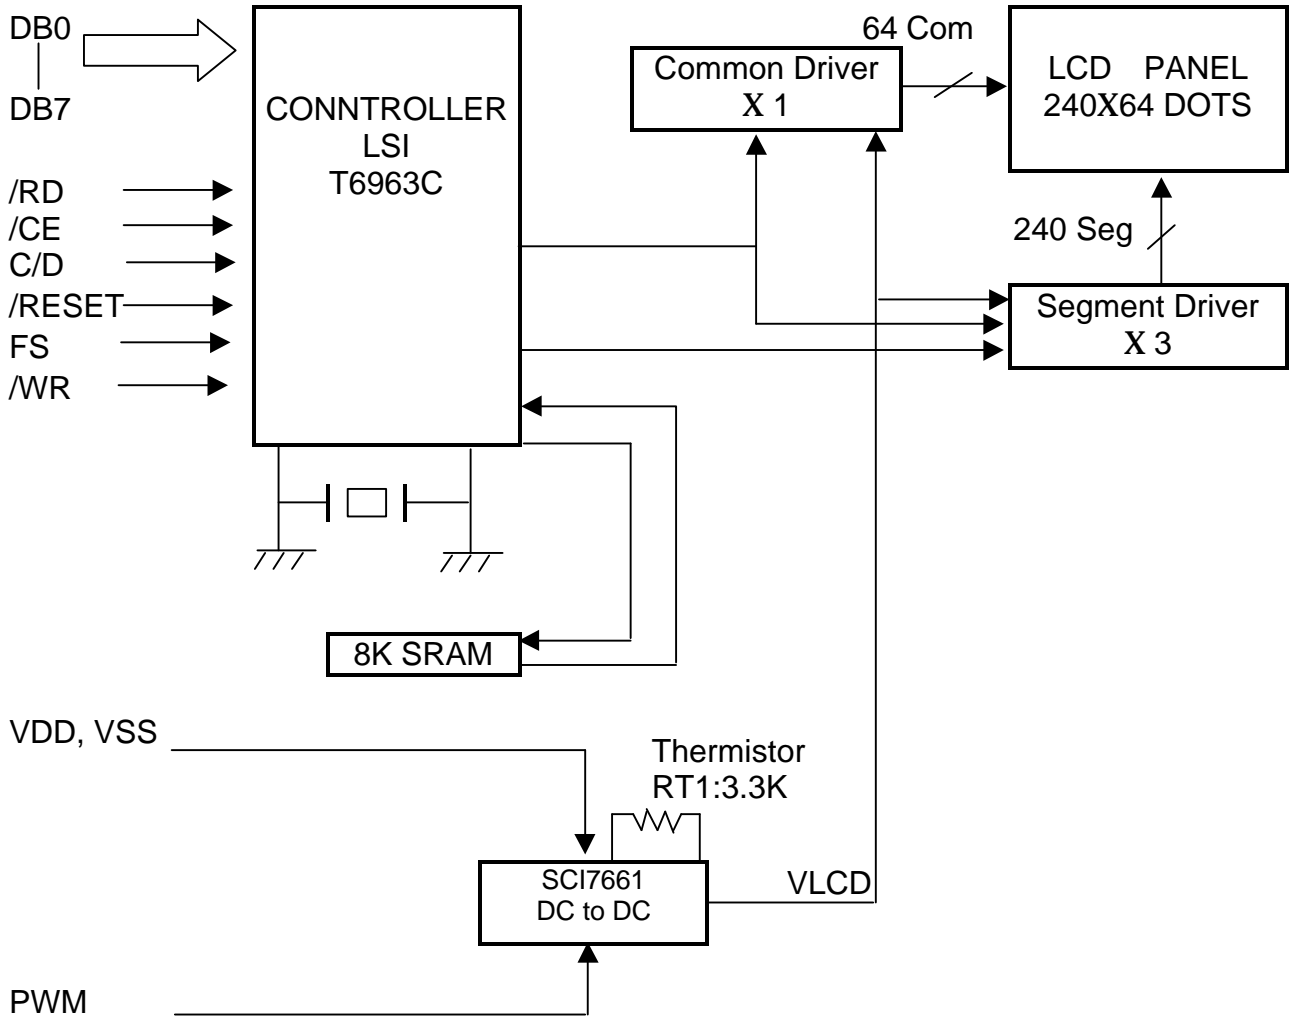 DB0
DB7
/RD
/CE
C/D
/RESET
FS
/WR
CONNTROLLER
LSI
T6963C
Common Driver
X 1
64 Com
LCD PANEL
240X64 DOTS
240 Seg
Segment Driver
X 3
8K SRAM
VDD, VSS
Thermistor
RT1:3.3K
SCI7661
DC to DC
VLCD
PWM